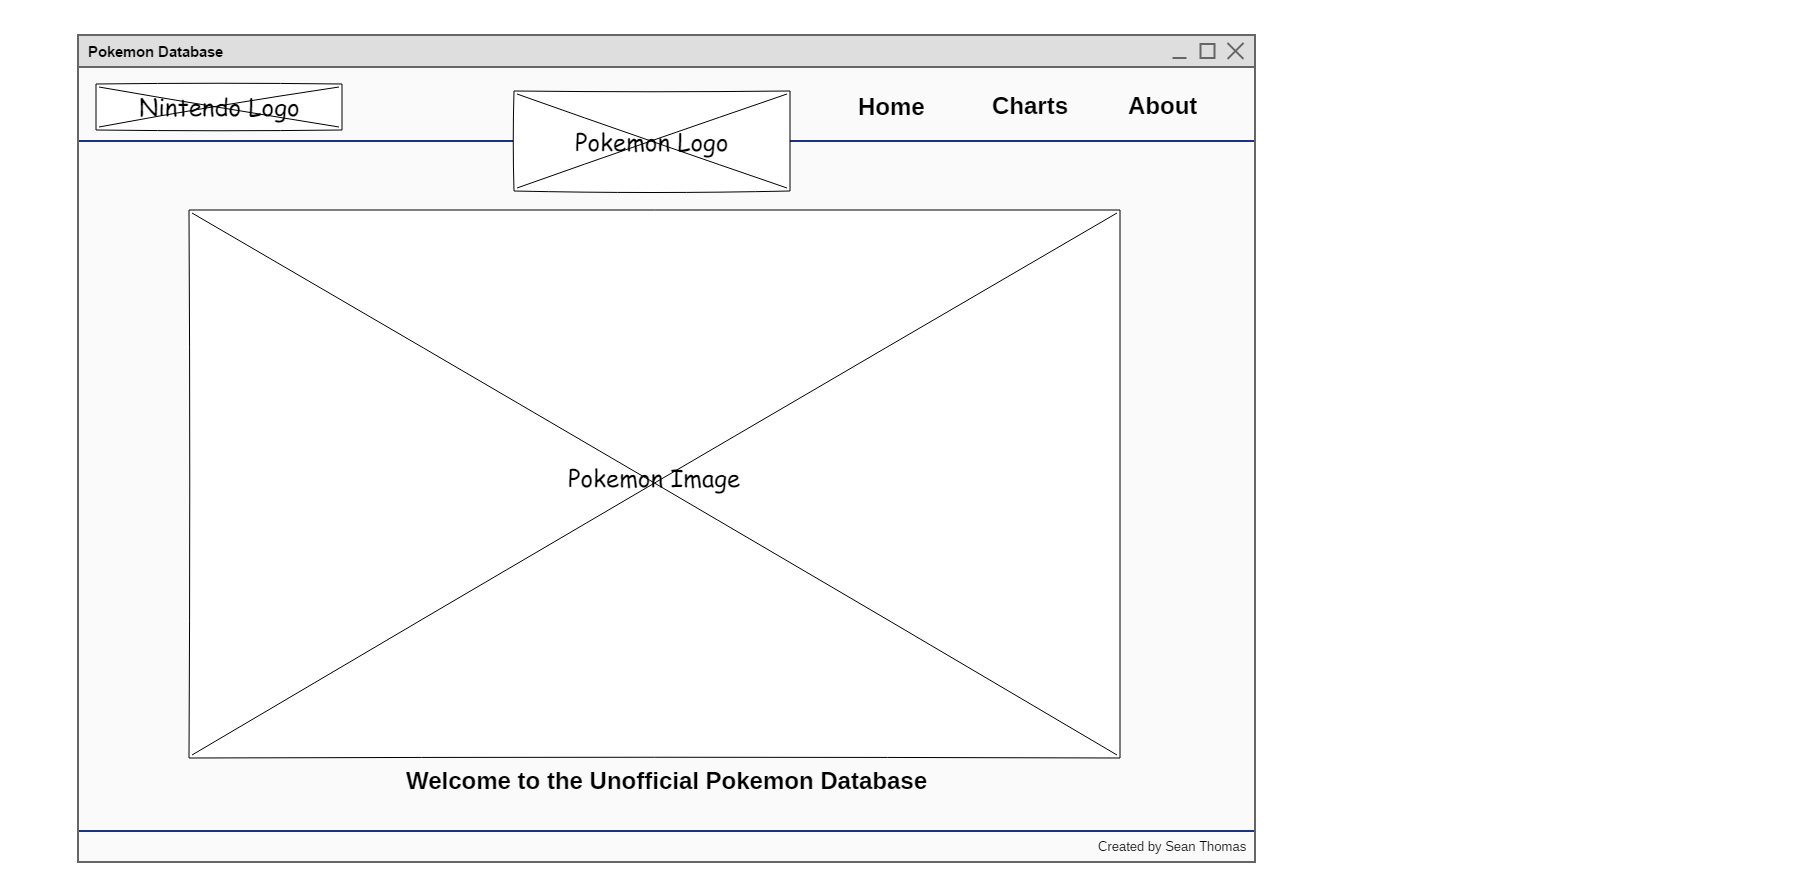 Pokemon Database
Nintendo Logo
Pokemon Logo
Home
Charts
About
Pokemon Image
Welcome to the Unofficial Pokemon Database
Created by Sean Thomas